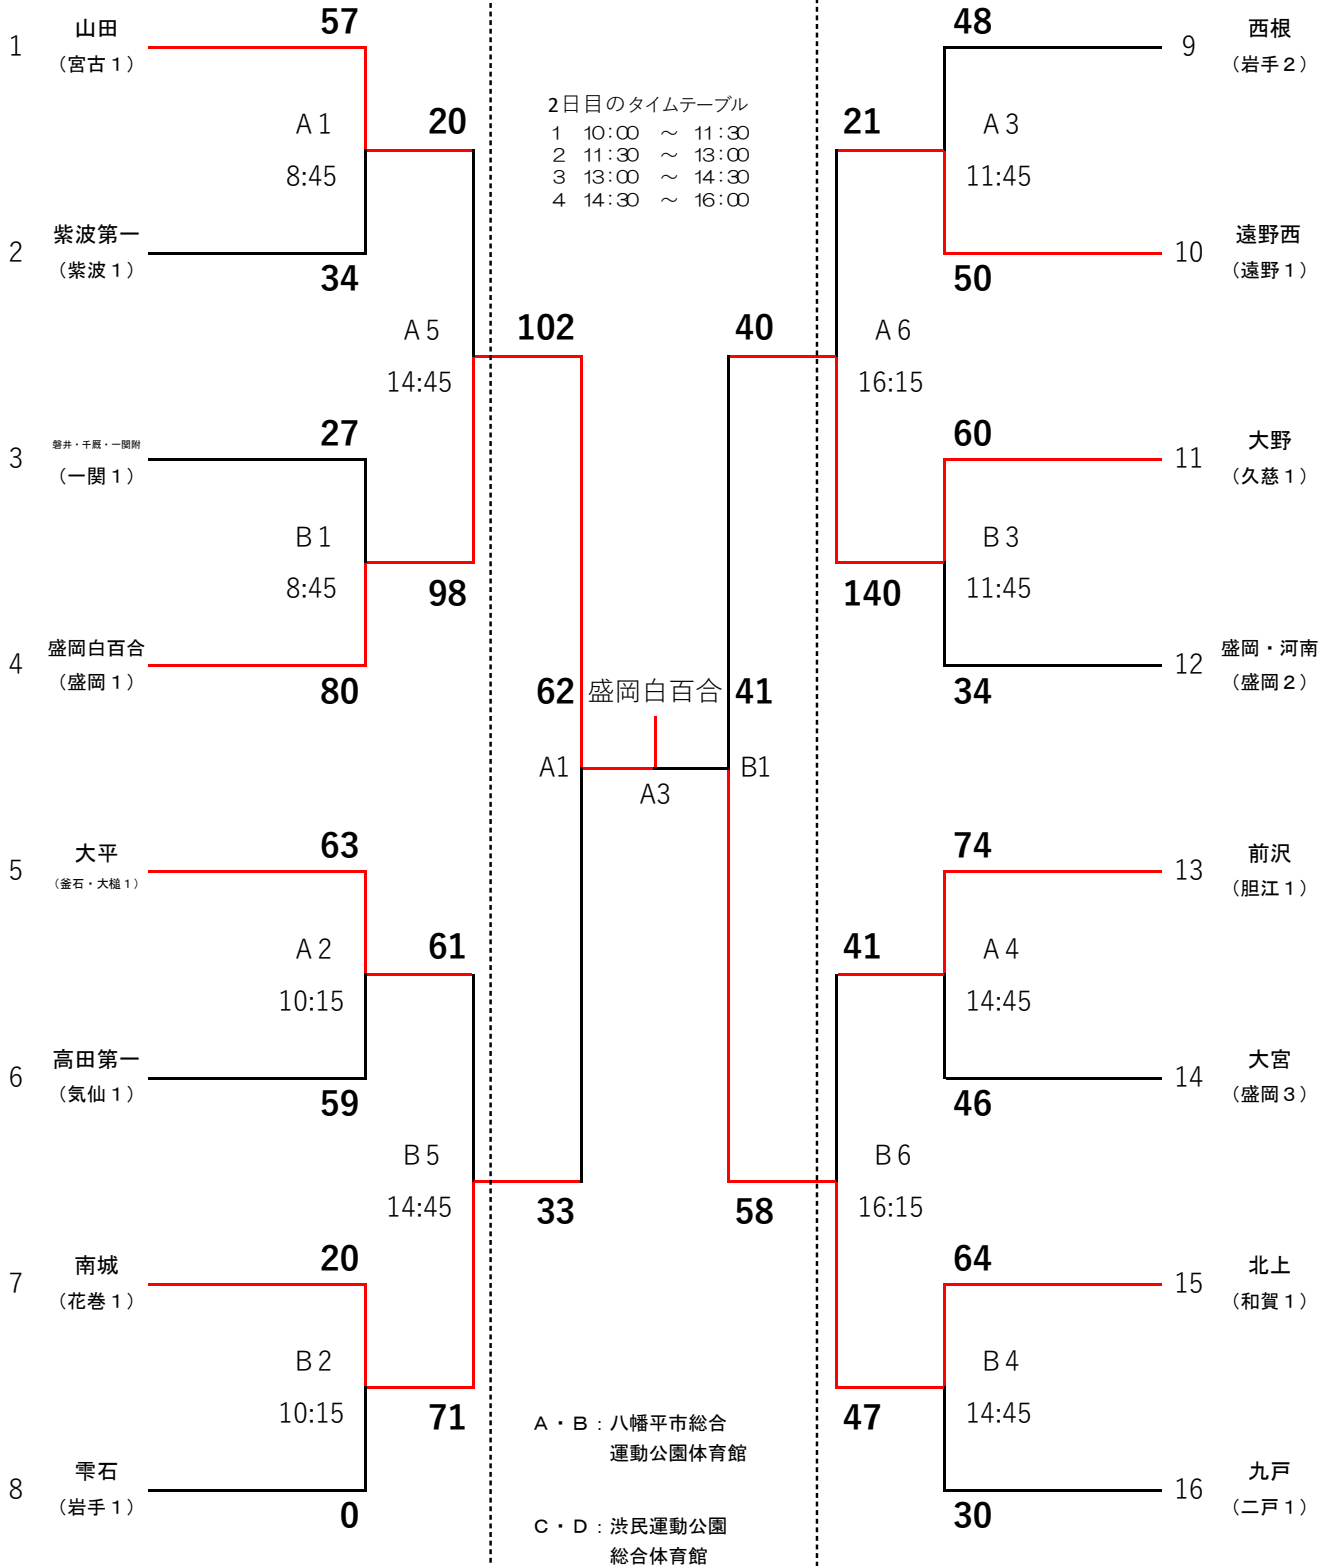 1
山田
（宮古１）
57
A 1
8:45
2
紫波第一
（紫波１）
34
20
A 5
14:45
3
磐井・千厩・一関附
（一関１）
27
B 1
8:45
4
盛岡白百合
（盛岡１）
80
98
102
5
大平
（釜石・大槌１）
63
A 2
10:15
6
高田第一
（気仙１）
59
61
B 5
14:45
7
南城
（花巻１）
20
B 2
10:15
8
雫石
（岩手１）
0
71
33
2日目のタイムテーブル
1　10:00　～　11:30
2　11:30　～　13:00
3　13:00　～　14:30
4　14:30　～　16:00
62
盛岡白百合
41
A1
A3
B1
A・B：八幡平市総合
運動公園体育館
C・D：渋民運動公園
総合体育館
48
9
西根
（岩手２）
A 3
11:45
50
10
遠野西
（遠野１）
21
40
A 6
16:15
60
11
大野
（久慈１）
B 3
11:45
34
12
盛岡・河南
（盛岡２）
140
74
13
前沢
（胆江１）
A 4
14:45
46
14
大宮
（盛岡３）
41
B 6
16:15
58
64
15
北上
（和賀１）
B 4
14:45
30
16
九戸
（二戸１）
47